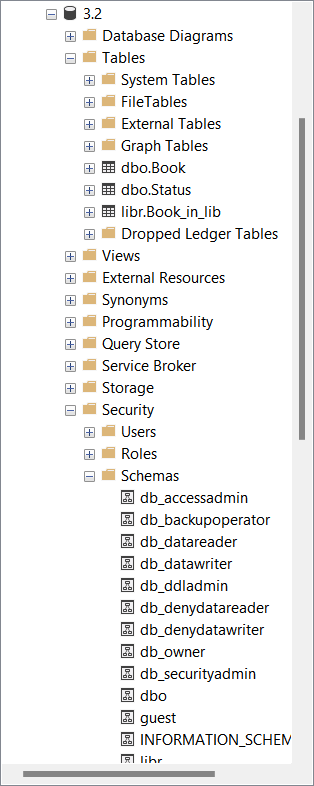 3.2
Database Diagrams
Tables
System Tables
FileTables
External Tables
Graph Tables
dbo.Book
dbo.Status
libr.Book_in_lib
Dropped Ledger Tables
Views
External Resources
Synonyms
Programmability
Query Store
Service Broker
Storage
Security
Users
Roles
Schemas
db_accessadmin
db_backupoperator
db_datareader
db_datawriter
db_ddladmin
db_denydatareader
db_denydatawriter
db_owner
db_securityadmin
dbo
guest
INFORMATION_SCHEM
libr